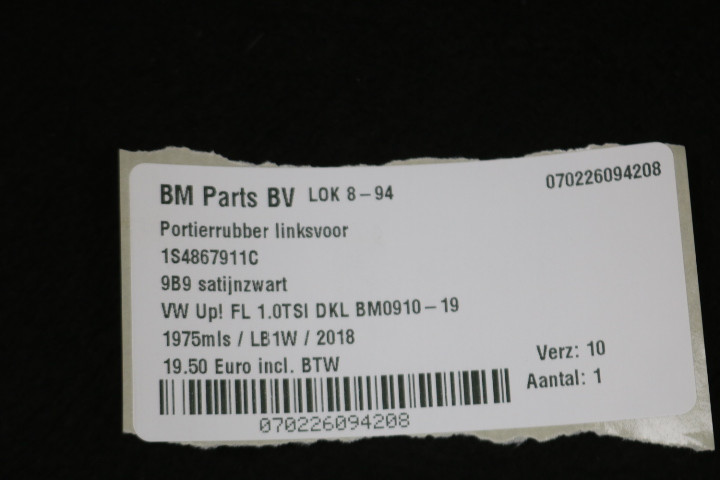 BM Parts BV LOK 8-94 070226094208
Portierrubber linksvoor
1S4867911C
9B9 satijnzwart
VW Up! FL 1.0TSI DKL BM0910-19
1975mls / LB1W / 2018
19.50 Euro incl. BTW
Verz: 10
Aantal: 1
070226094208